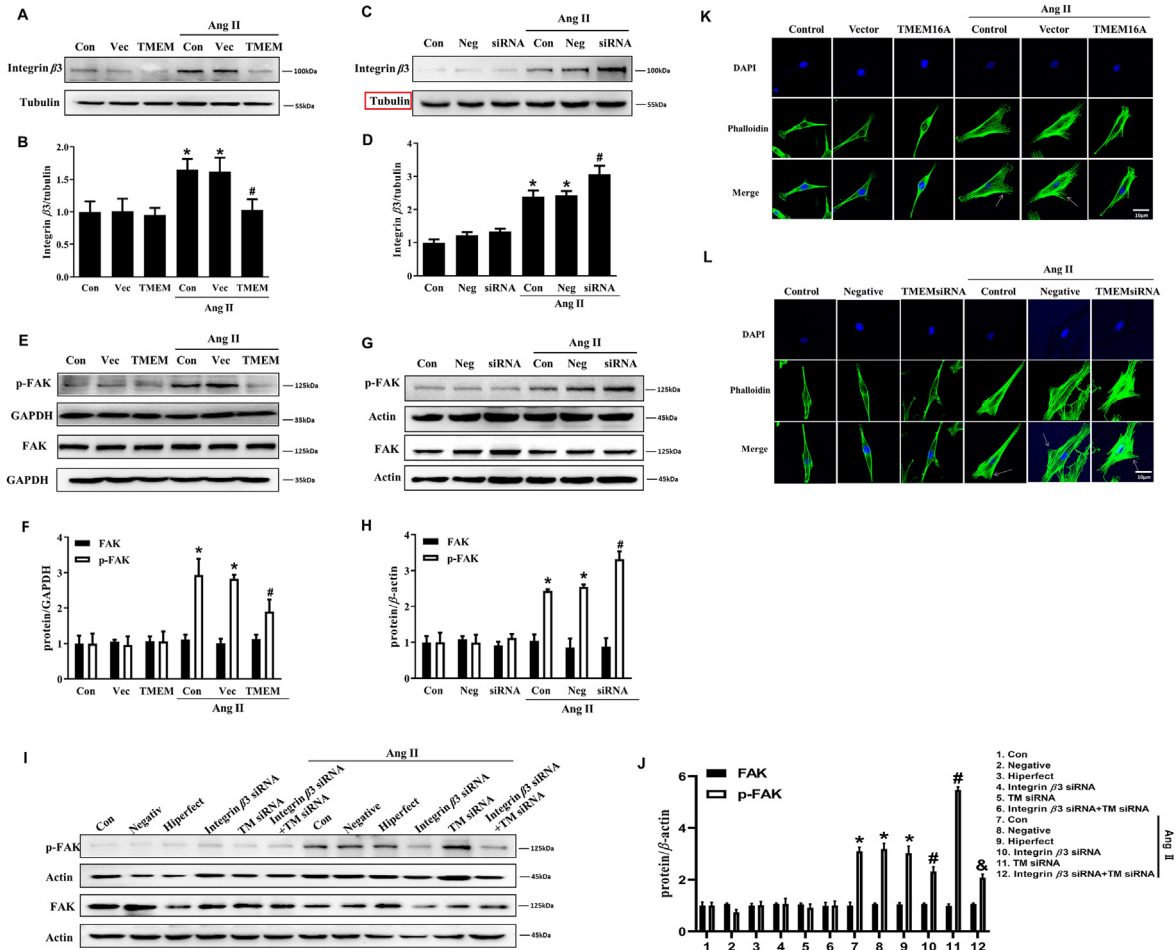 A
Ang II
Con Vec TMEM Con Vec TMEM
Integrin β3
100kDa
Tubulin
55kDa
B
Integrin β3/tubulin
2.0
1.5
1.0
0.5
0.0
* * #
Con Vec TMEM Con Vec TMEM
Ang II
C
Ang II
Con Neg siRNA Con Neg siRNA
Integrin β3
100kDa
Tubulin
55kDa
D
Integrin β3/tubulin
4
3
2
1
0
* * #
Con Neg siRNA Con Neg siRNA
Ang II
E
Ang II
Con Vec TMEM Con Vec TMEM
p-FAK
125kDa
GAPDH
35kDa
FAK
125kDa
GAPDH
35kDa
F
FAK
p-FAK
protein/GAPDH
4
3
2
1
0
* * #
Con Vec TMEM Con Vec TMEM
Ang II
G
Ang II
Con Neg siRNA Con Neg siRNA
p-FAK
125kDa
Actin
45kDa
FAK
125kDa
Actin
45kDa
H
FAK
p-FAK
protein/β-actin
4
3
2
1
0
* * #
Con Neg siRNA Con Neg siRNA
Ang II
I
Ang II
Con
Negativ
Hiperfect
Integrin β3 siRNA
TM siRNA
Integrin β3 siRNA
+TM siRNA
Con
Negative
Hiperfect
Integrin β3 siRNA
TM siRNA
Integrin β3 siRNA
+TM siRNA
p-FAK
125kDa
Actin
45kDa
FAK
125kDa
Actin
45kDa
J
FAK
p-FAK
protein/β-actin
6
4
2
0
* * * # # &
1 2 3 4 5 6 7 8 9 10 11 12
1. Con
2. Negative
3. Hiperfect
4. Integrin β3 siRNA
5. TM siRNA
6. Integrin β3 siRNA+TM siRNA
7. Con
8. Negative
9. Hiperfect
10. Integrin β3 siRNA
11. TM siRNA
12. Integrin β3 siRNA+TM siRNA
Ang II
K
Ang II
Control Vector TMEM16A Control Vector TMEM16A
DAPI
Phalloidin
Merge
10μm
L
Ang II
Control Negative TMEMsiRNA Control Negative TMEMsiRNA
DAPI
Phalloidin
Merge
10μm